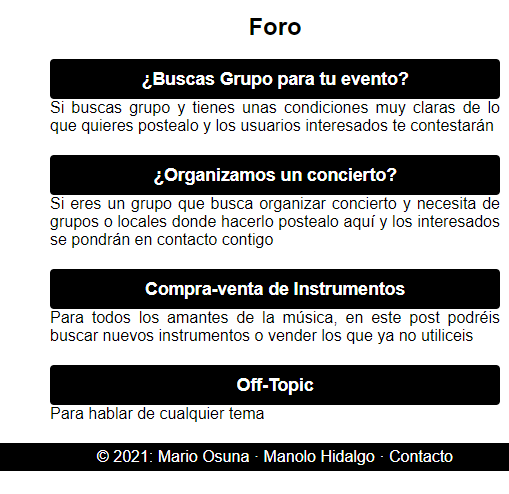 Foro
¿Buscas Grupo para tu evento?
Si buscas grupo y tienes unas condiciones muy claras de lo
que quieres postealo y los usuarios interesados te contestarán
¿Organizamos un concierto?
Si eres un grupo que busca organizar concierto y necesita de
grupos o locales donde hacerlo postealo aquí y los interesados
se pondrán en contacto contigo
Compra-venta de Instrumentos
Para todos los amantes de la música, en este post podréis
buscar nuevos instrumentos o vender los que ya no utiliceis
Off-Topic
Para hablar de cualquier tema
© 2021: Mario Osuna · Manolo Hidalgo · Contacto